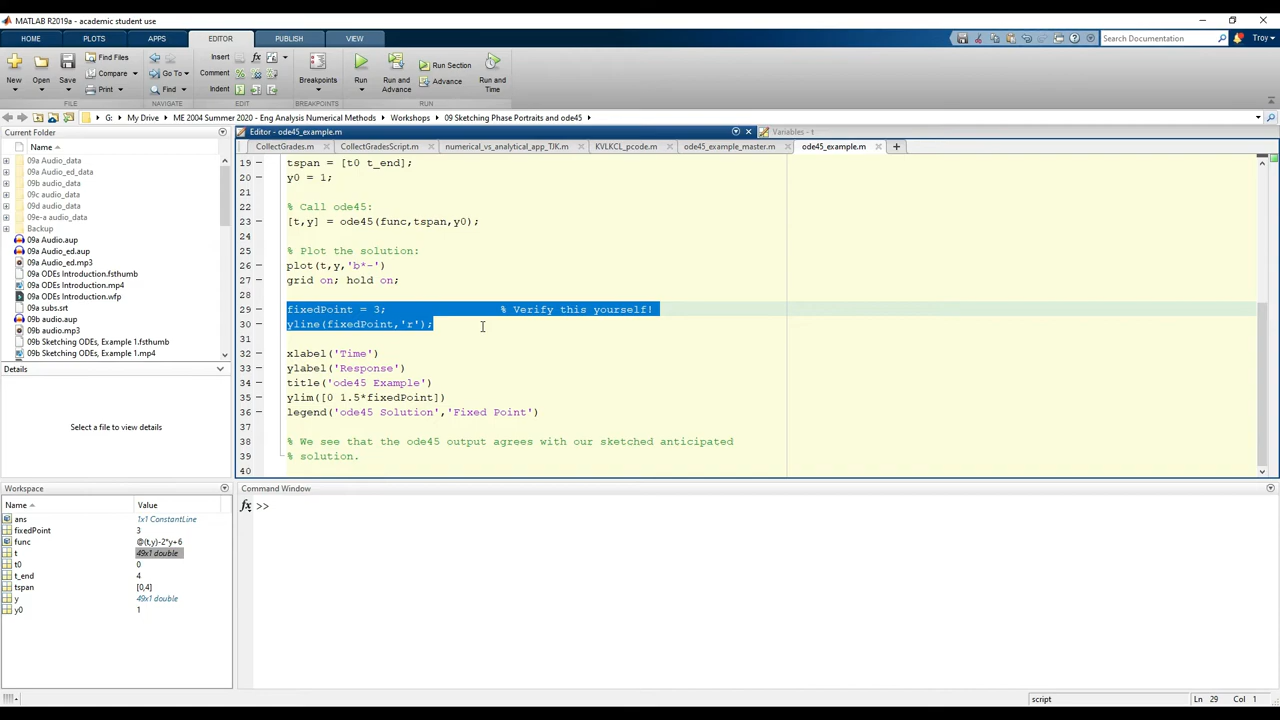 MATLAB R2019a - academic student use
HOME PLOTS APPS EDITOR PUBLISH VIEW Search Documentation Troy
New Open Save Find Files Compare Print Go To Find Insert Comment Indent fx Breakpoints Run Run and Advance Run Section Advance Run and Time
FILE NAVIGATE EDIT BREAKPOINTS RUN
G: My Drive ME 2004 Summer 2020 - Eng Analysis Numerical Methods Workshops 09 Sketching Phase Portraits and ode45
Current Folder
Name
09a Audio_data
09a Audio_ed_data
09b audio_data
09c audio_data
09d audio_data
09e-a audio_data
Backup
09a Audio.aup
09a Audio_ed.aup
09a Audio_ed.mp3
09a ODEs Introduction.fsthumb
09a ODEs Introduction.mp4
09a ODEs Introduction.wfp
09a subs.srt
09b audio.aup
09b audio.mp3
09b Sketching ODEs, Example 1.fsthumb
09b Sketching ODEs, Example 1.mp4
Details
Select a file to view details
Workspace
Name Value
ans 1x1 ConstantLine
fixedPoint 3
func @(t,y)-2*y+6
t 49x1 double
t0 0
t_end 4
tspan [0,4]
y 49x1 double
y0 1
Editor - ode45_example.m Variables - t
CollectGrades.m CollectGradesScript.m numerical_vs_analytical_app_TJK.m KVLKCL_pcode.m ode45_example_master.m ode45_example.m
19 tspan = [t0 t_end];
20 y0 = 1;
21
22 % Call ode45:
23 [t,y] = ode45(func,tspan,y0);
24
25 % Plot the solution:
26 plot(t,y,'b*-')
27 grid on; hold on;
28
29 fixedPoint = 3; % Verify this yourself!
30 yline(fixedPoint,'r');
31
32 xlabel('Time')
33 ylabel('Response')
34 title('ode45 Example')
35 ylim([0 1.5*fixedPoint])
36 legend('ode45 Solution','Fixed Point')
37
38 % We see that the ode45 output agrees with our sketched anticipated
39 % solution.
40
Command Window
fx >>
script Ln 29 Col 1